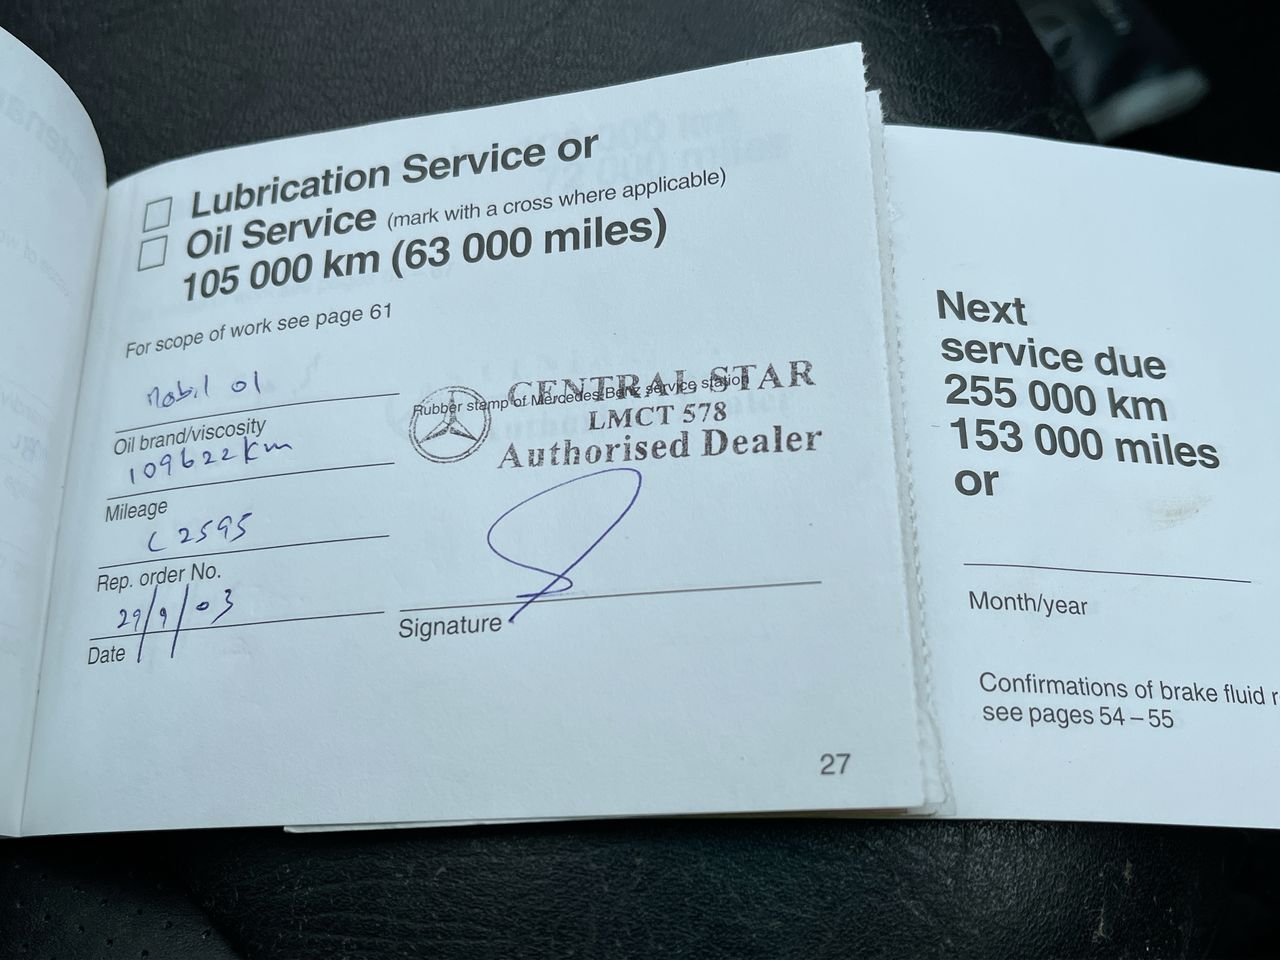 Lubrication Service or
Oil Service (mark with a cross where applicable)
105 000 km (63 000 miles)
For scope of work see page 61
Mobil 01
Oil brand/viscosity
109622 km
Mileage
C 2595
Rep. order No.
29/9/03
Date
Rubber stamp of Mercedes-Benz service station
CENTRAL STAR
LMCT 578
Authorised Dealer
Signature
27
Next
service due
255 000 km
153 000 miles
or
Month/year
Confirmations of brake fluid
see pages 54 – 55